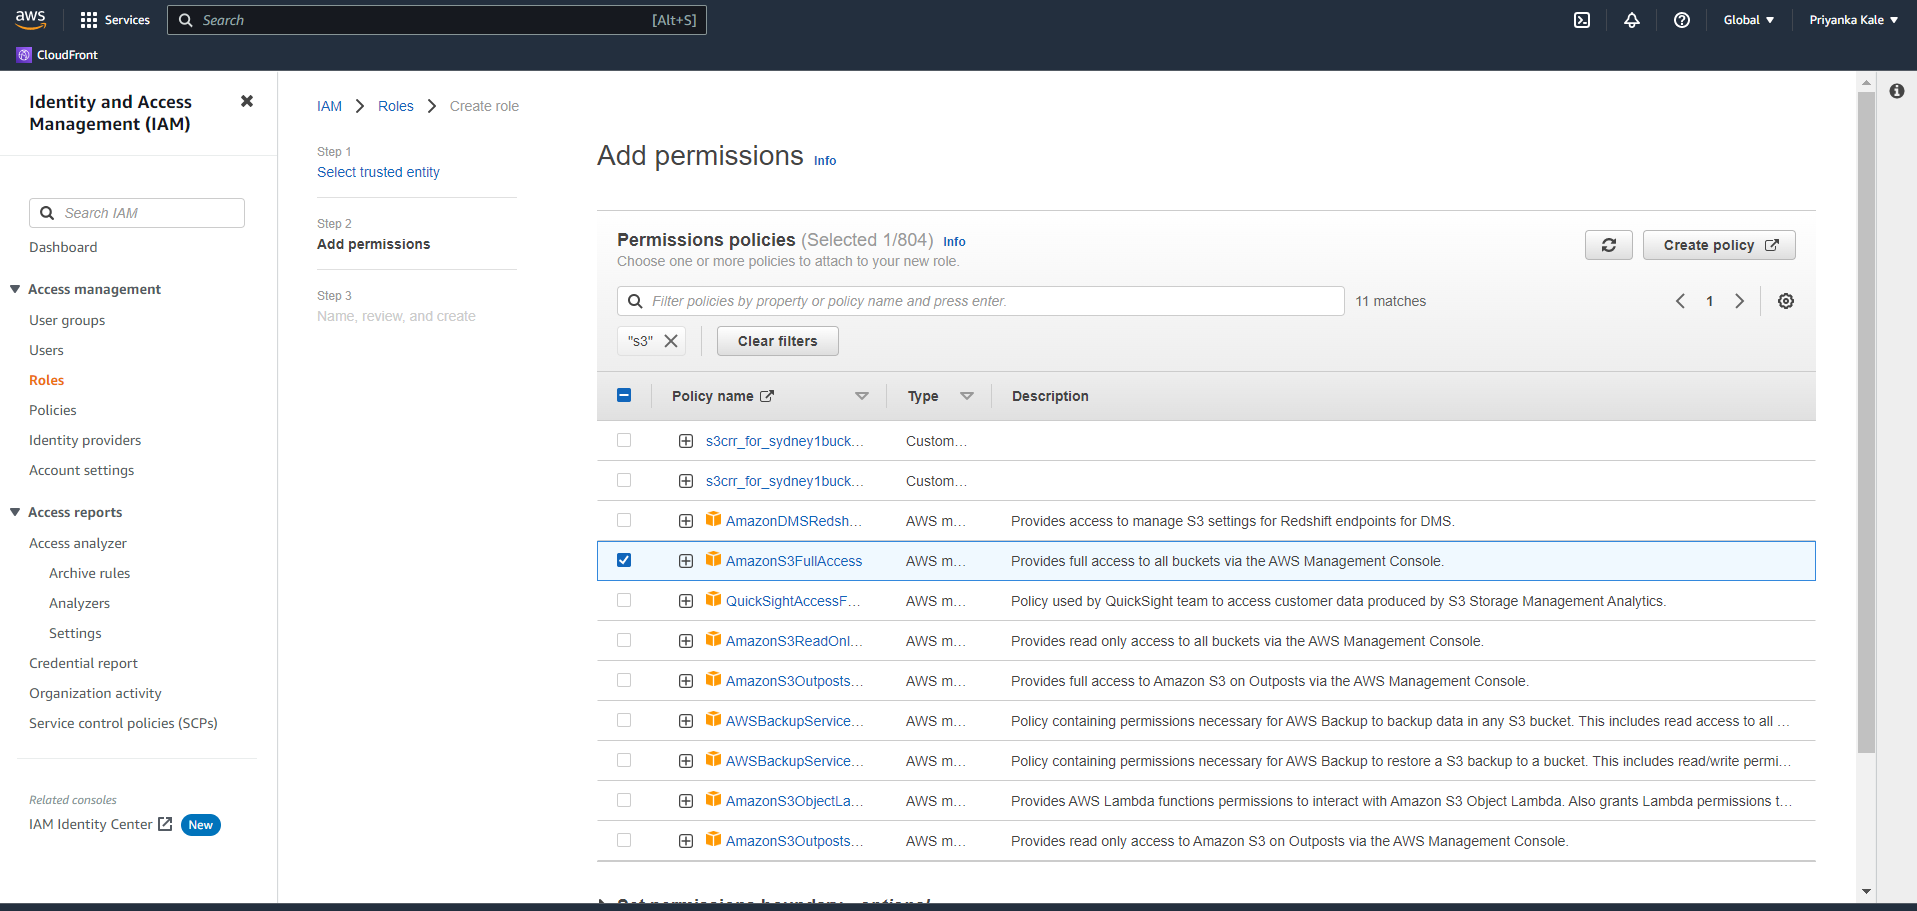 aws
Services
Search
[Alt+S]
Global
Priyanka Kale
CloudFront
Identity and Access
Management (IAM)
Search IAM
Dashboard
Access management
User groups
Users
Roles
Policies
Identity providers
Account settings
Access reports
Access analyzer
Archive rules
Analyzers
Settings
Credential report
Organization activity
Service control policies (SCPs)
Related consoles
IAM Identity Center New
IAM > Roles > Create role
Step 1
Select trusted entity
Step 2
Add permissions
Step 3
Name, review, and create
Add permissions Info
Permissions policies (Selected 1/804) Info
Choose one or more policies to attach to your new role.
Create policy
Filter policies by property or policy name and press enter.
11 matches
1
"s3"
Clear filters
Policy name Type Description
s3crr_for_sydney1buck... Custom...
s3crr_for_sydney1buck... Custom...
AmazonDMSRedsh... AWS m... Provides access to manage S3 settings for Redshift endpoints for DMS.
AmazonS3FullAccess AWS m... Provides full access to all buckets via the AWS Management Console.
QuickSightAccessF... AWS m... Policy used by QuickSight team to access customer data produced by S3 Storage Management Analytics.
AmazonS3ReadOnl... AWS m... Provides read only access to all buckets via the AWS Management Console.
AmazonS3Outposts... AWS m... Provides full access to Amazon S3 on Outposts via the AWS Management Console.
AWSBackupService... AWS m... Policy containing permissions necessary for AWS Backup to backup data in any S3 bucket. This includes read access to all ...
AWSBackupService... AWS m... Policy containing permissions necessary for AWS Backup to restore a S3 backup to a bucket. This includes read/write permi...
AmazonS3ObjectLa... AWS m... Provides AWS Lambda functions permissions to interact with Amazon S3 Object Lambda. Also grants Lambda permissions t...
AmazonS3Outposts... AWS m... Provides read only access to Amazon S3 on Outposts via the AWS Management Console.
Set permissions boundary - optional